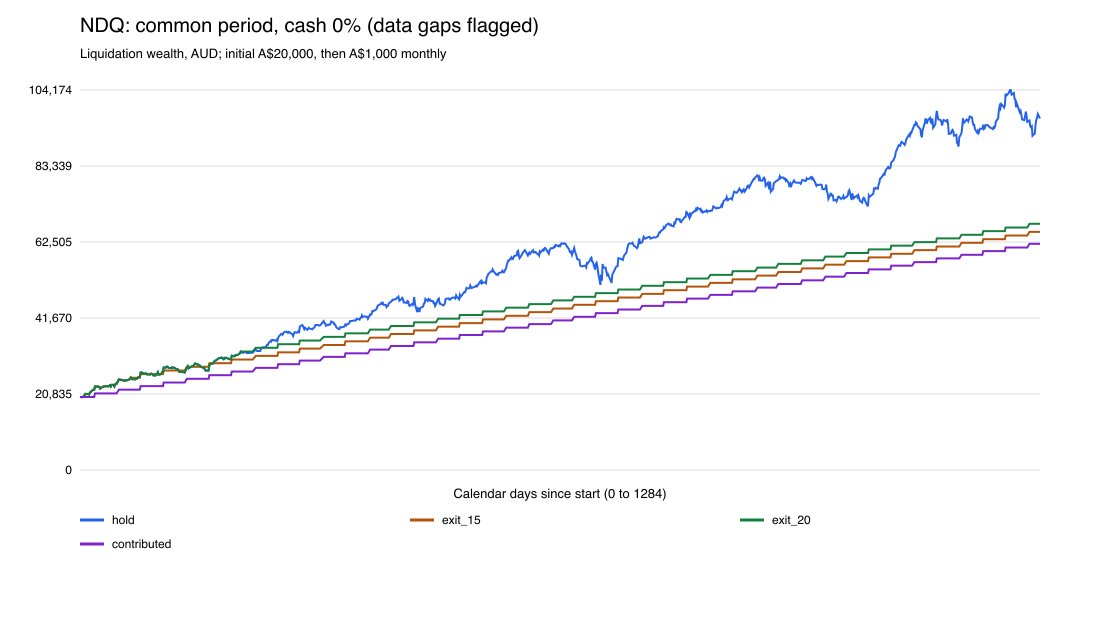 NDQ: common period, cash 0% (data gaps flagged)
Liquidation wealth, AUD; initial A$20,000, then A$1,000 monthly
104,174
83,339
62,505
41,670
20,835
0
Calendar days since start (0 to 1284)
hold exit_15 exit_20
contributed